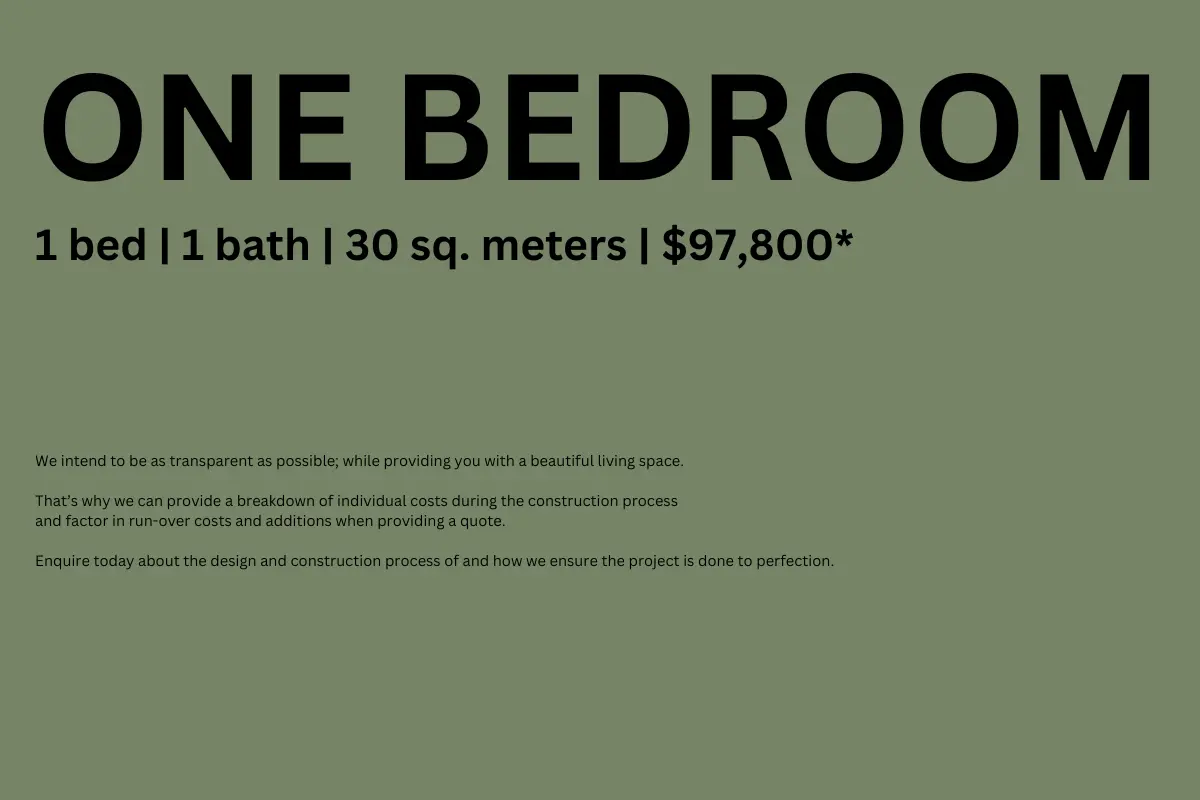 ONE BEDROOM
1 bed | 1 bath | 30 sq. meters | $97,800*
We intend to be as transparent as possible; while providing you with a beautiful living space.
That's why we can provide a breakdown of individual costs during the construction process
and factor in run-over costs and additions when providing a quote.
Enquire today about the design and construction process of and how we ensure the project is done to perfection.